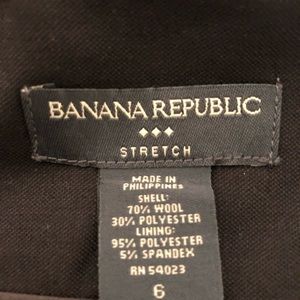 BANANA REPUBLIC
STRETCH
MADE IN
PHILIPPINES
SHELL:
70% WOOL
30% POLYESTER
LINING:
95% POLYESTER
5% SPANDEX
RN 54023
6